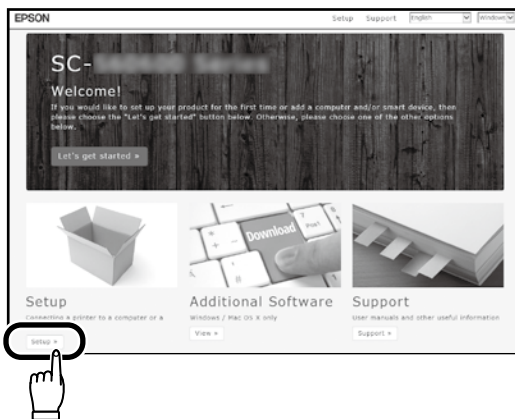 EPSON
Setup Support English Windows
SC-
Welcome!
If you would like to set up your product for the first time or add a computer and/or smart device, then
please choose the "Let's get started" button below. Otherwise, please choose one of the other options
below.
Let's get started »
Download
Setup
Connecting a printer to a computer or a
Setup »
Additional Software
Windows / Mac OS X only
View »
Support
User manuals and other useful information
Support »